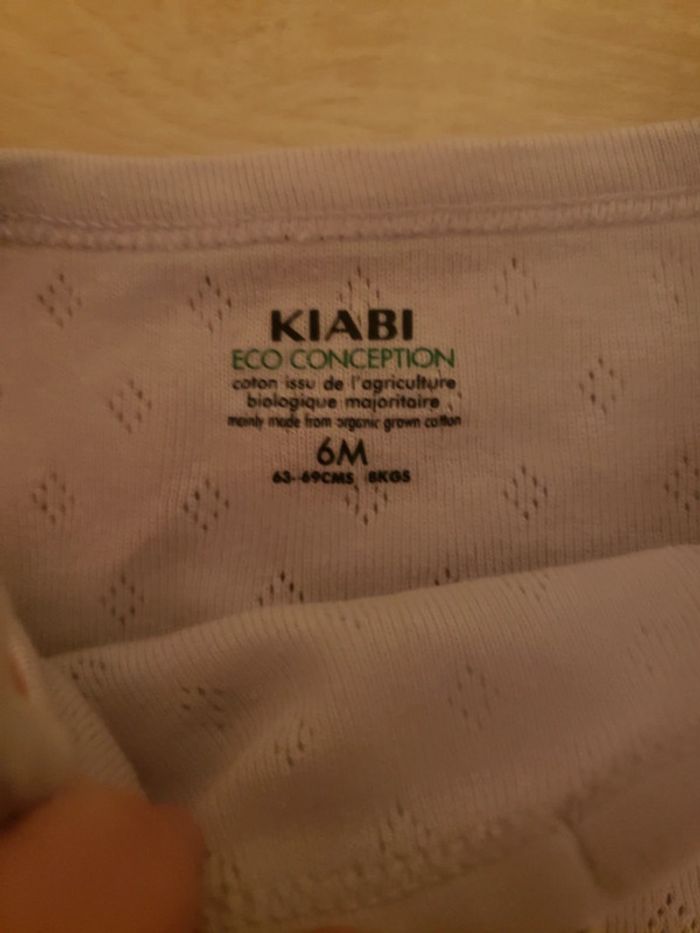 KIABI
ECO CONCEPTION
coton issu de l'agriculture
biologique majoritaire
mainly made from organic grown cotton
6M
63-69CMS 8KGS